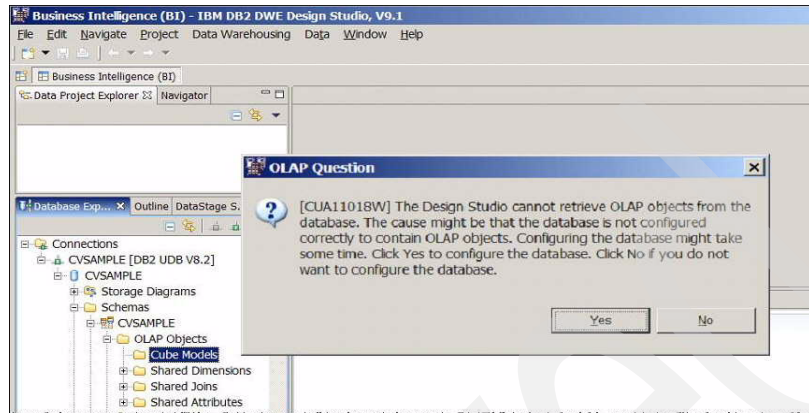 Business Intelligence (BI) - IBM DB2 DWE Design Studio, V9.1
File Edit Navigate Project Data Warehousing Data Window Help
Business Intelligence (BI)
Data Project Explorer Navigator
OLAP Question
[CUA11018W] The Design Studio cannot retrieve OLAP objects from the
database. The cause might be that the database is not configured
correctly to contain OLAP objects. Configuring the database might take
some time. Click Yes to configure the database. Click No if you do not
want to configure the database.
Yes No
Database Exp... Outline DataStage S.
Connections
CVSAMPLE [DB2 UDB V8.2]
CVSAMPLE
Storage Diagrams
Schemas
CVSAMPLE
OLAP Objects
Cube Models
Shared Dimensions
Shared Joins
Shared Attributes